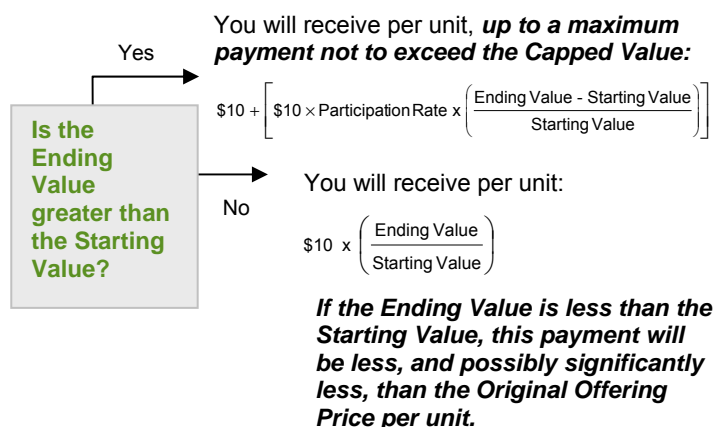 You will receive per unit, up to a maximum
payment not to exceed the Capped Value:
Yes
$10 + [ $10 × Participation Rate x ( Ending Value - Starting Value / Starting Value ) ]
Is the
Ending
Value
greater than
the Starting
Value?
No
You will receive per unit:
$10 x ( Ending Value / Starting Value )
If the Ending Value is less than the
Starting Value, this payment will
be less, and possibly significantly
less, than the Original Offering
Price per unit.